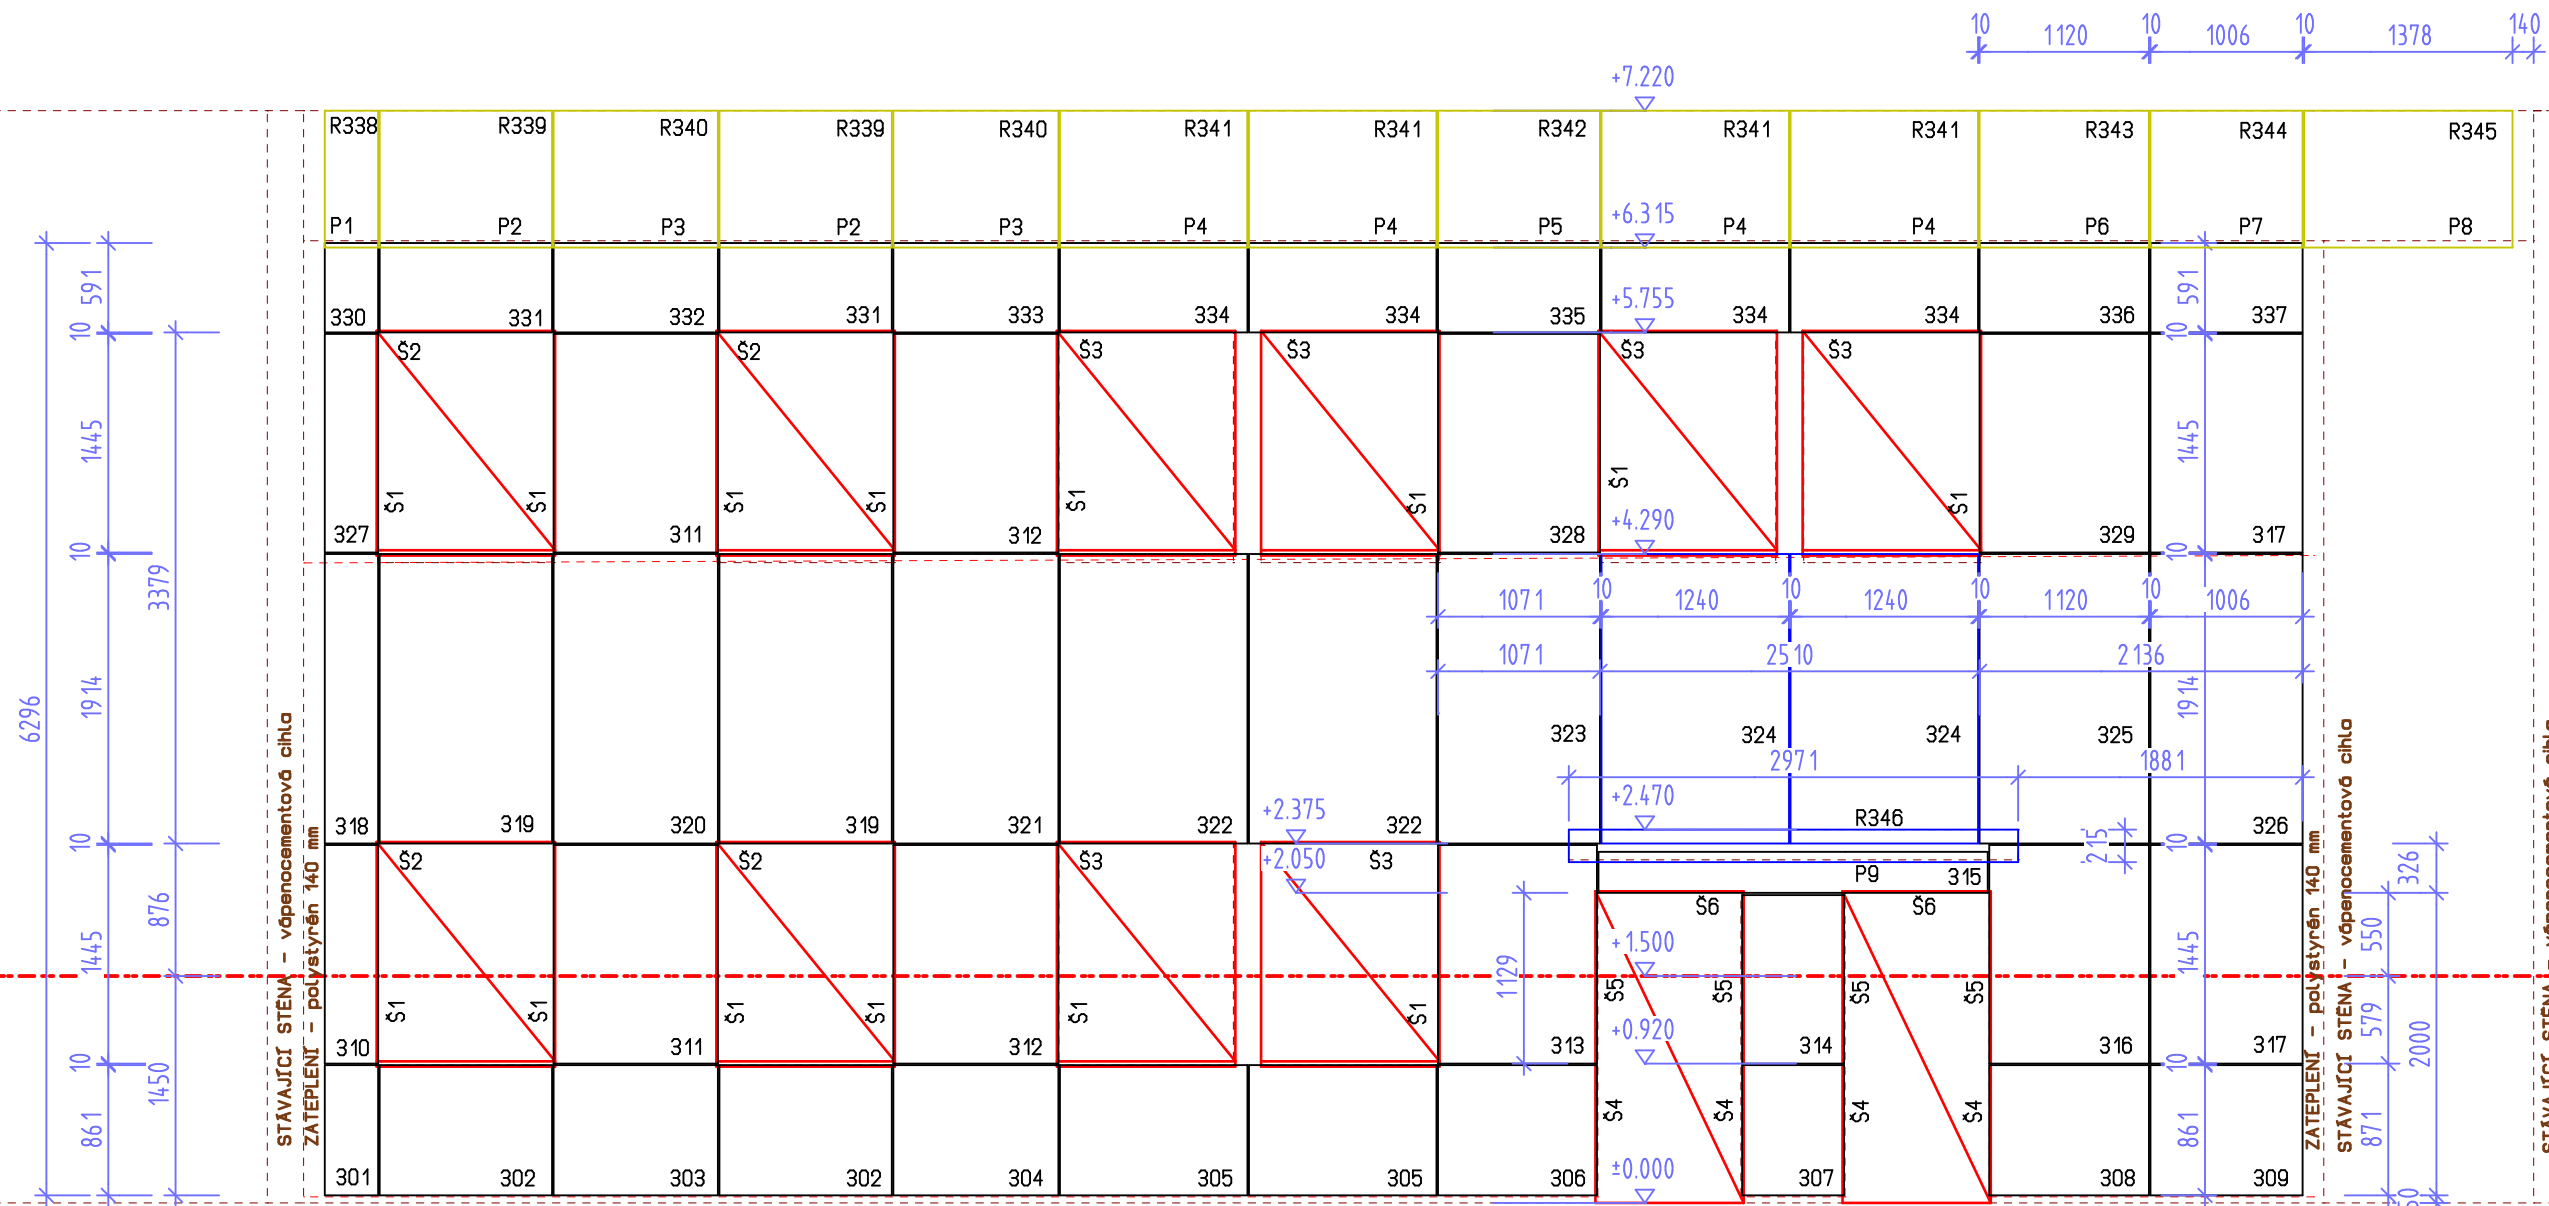 10 1120 10 1006 10 1378 140
+7.220
R338 R339 R340 R339 R340 R341 R341 R342 R341 R341 R343 R344 R345
P1 P2 P3 P2 P3 P4 P4 P5 +6.315 P4 P4 P6 P7 P8
591 591
330 331 332 331 333 334 334 335 +5.755 334 334 336 337
10 10
Š2 Š2 Š3 Š3 Š3 Š3
1445 1445
Š1 Š1 Š1 Š1 Š1 Š1 Š1 Š1
327 311 312 328 +4.290 329 317
10 10
3379
10 10 10 10
1071 1240 1240 1120 1006
1071 2510 2136
6296 1914 1914
323 324 324 325
2971 1881
+2.375 +2.470
R346
318 319 320 319 321 322 322 326
10 215 10
Š2 Š2 Š3 +2.050 Š3 326
P9 315
876 Š6 Š6
1445 1129 +1.500 1445 550
Š5 Š5 Š5 Š5
Š1 Š1 Š1 Š1 Š1 Š1 579
+0.920 2000
310 311 312 313 314 316 317
10 10
1450 Š4 Š4 Š4 Š4
861 861 871
±0.000
301 302 303 302 304 305 305 306 307 308 309
STÁVAJÍCÍ STĚNA - vápenocementová cihla
ZATEPLENÍ - polystyrén 140 mm
ZATEPLENÍ - polystyrén 140 mm
STÁVAJÍCÍ STĚNA - vápenocementová cihla